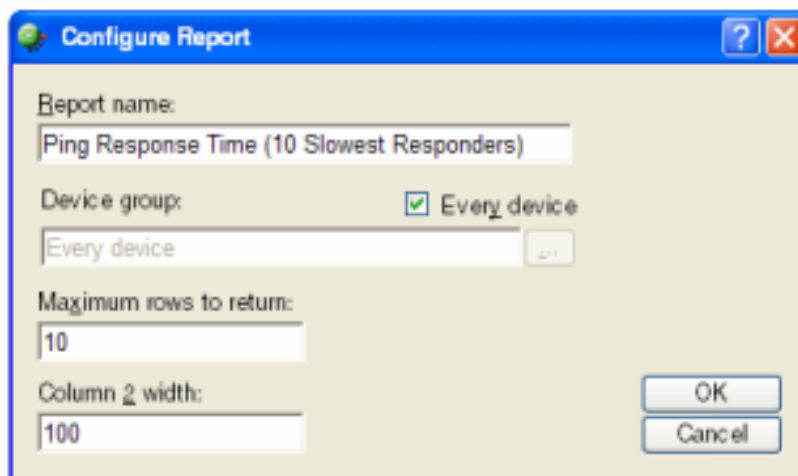 Configure Report
Report name:
Ping Response Time (10 Slowest Responders)
Device group:
Every device
Every device
...
Maximum rows to return:
10
Column 2 width:
100
OK
Cancel